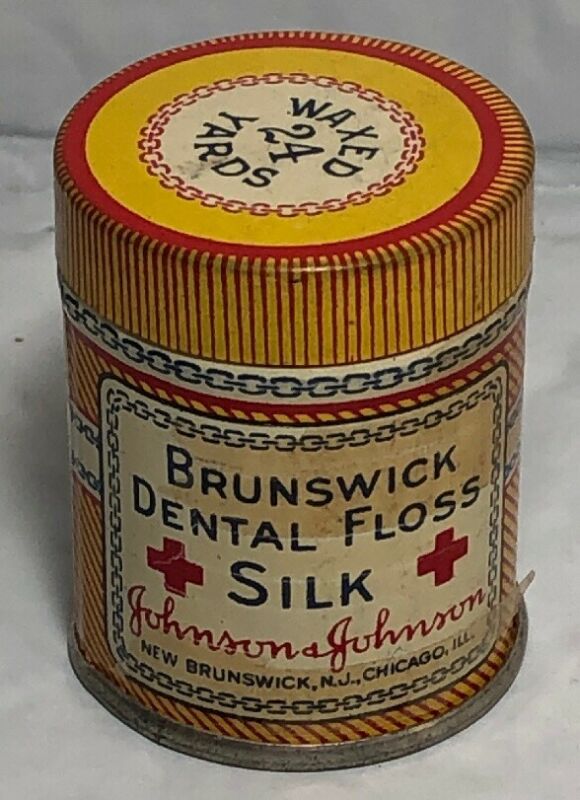 WAXED
24
YARDS
BRUNSWICK
DENTAL FLOSS
SILK
Johnson & Johnson
NEW BRUNSWICK, N.J., CHICAGO, ILL.